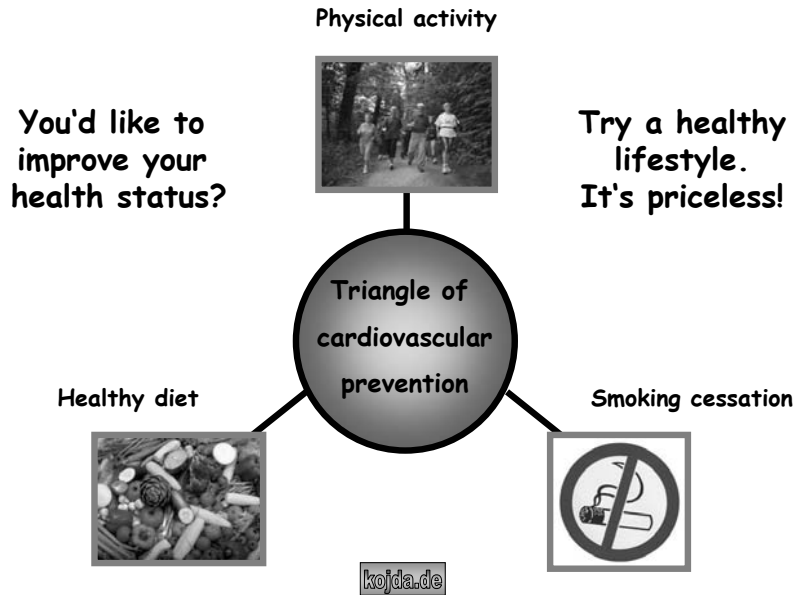 Physical activity
You'd like to
improve your
health status?
Try a healthy
lifestyle.
It's priceless!
Triangle of
cardiovascular
prevention
Healthy diet
Smoking cessation
kojda.de